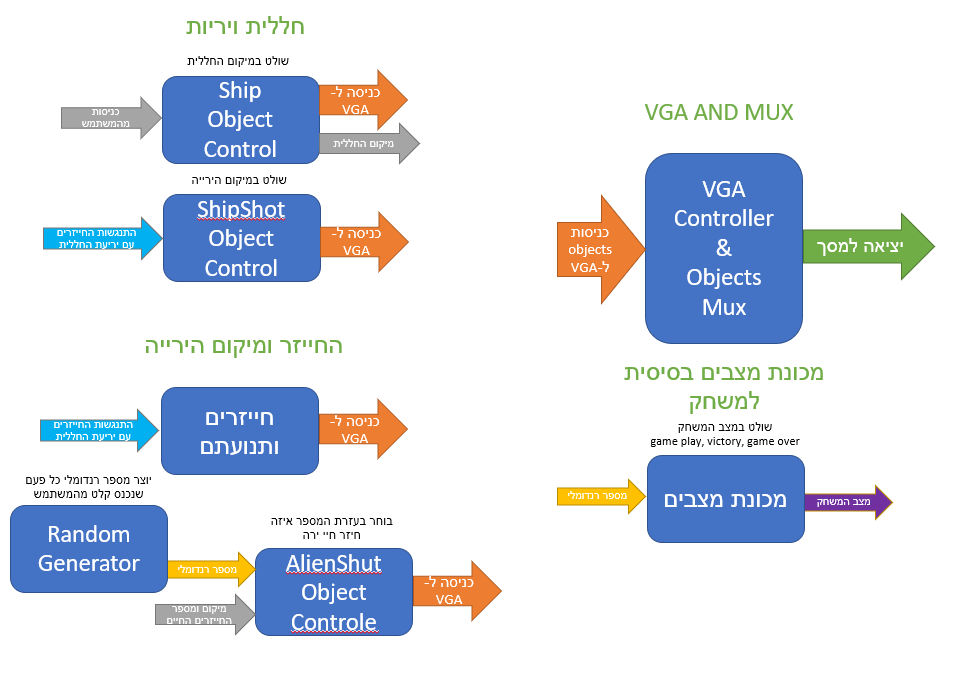 חללית ויריות
שולט במיקום החללית
כניסות
מהמשתמש
Ship
Object
Control
כניסה ל-
VGA
מיקום החללית
שולט במיקום הירייה
התנגשות החייזרים
עם יריעת החללית
ShipShot
Object
Control
כניסה ל-
VGA
החייזר ומיקום הירייה
התנגשות החייזרים
עם יריעת החללית
חייזרים
ותנועתם
כניסה ל-
VGA
יוצר מספר רנדומלי כל פעם
שנכנס קלט מהמשתמש
Random
Generator
מספר רנדומלי
מיקום ומספר
החייזרים החיים
בוחר בעזרת המספר איזה
חיזר חיי ירה
AlienShut
Object
Controle
כניסה ל-
VGA
VGA AND MUX
כניסות
objects
ל-VGA
VGA
Controller
&
Objects
Mux
יציאה למסך
מכונת מצבים בסיסית
למשחק
שולט במצב המשחק
game play, victory, game over
מספר רנדומלי
מכונת מצבים
מצב המשחק